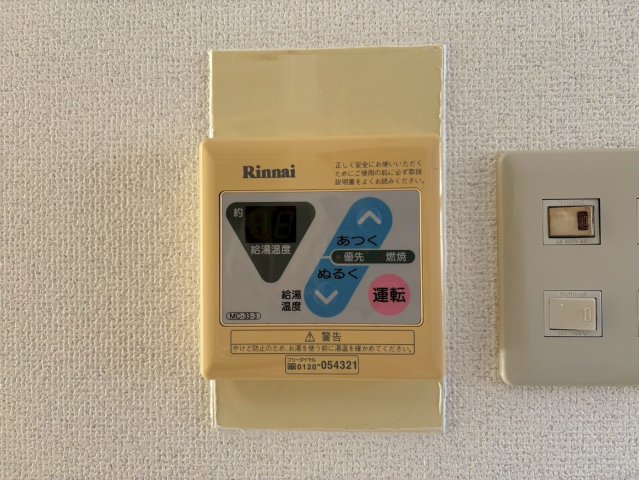 Rinnai
正しく安全にお使いいただく
ためにご使用の前に必ず取扱
説明書をよくお読みください。
約
給湯温度
あつく
優先 燃焼
ぬるく
給湯
温度
運転
MC-33-3
警告
やけど防止のため、お湯を使う前に湯温を確かめてください。
フリーダイヤル
0120-054321
National
National